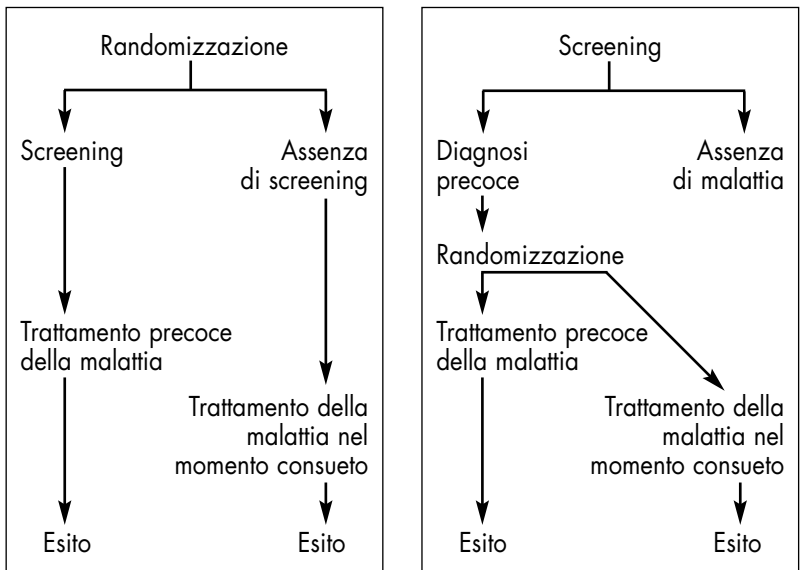 Randomizzazione
Screening
Assenza
di screening
Trattamento precoce
della malattia
Trattamento della
malattia nel
momento consueto
Esito
Esito
Screening
Diagnosi
precoce
Assenza
di malattia
Randomizzazione
Trattamento precoce
della malattia
Trattamento della
malattia nel
momento consueto
Esito
Esito